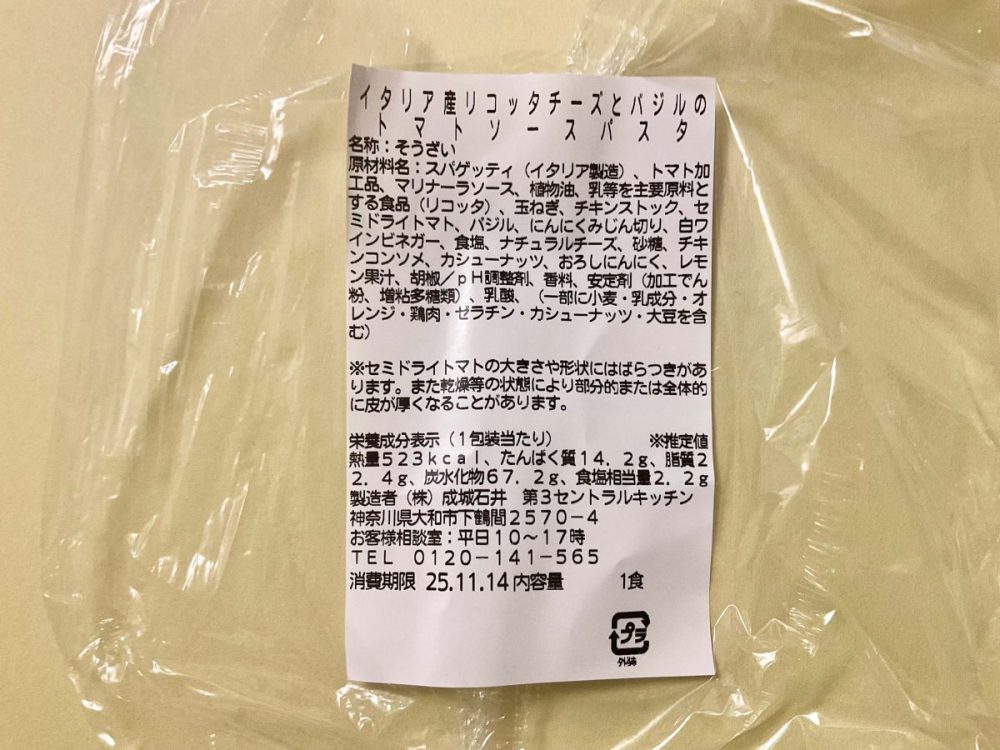 イタリア産リコッタチーズとバジルの
トマトソースパスタ
名称：そうざい
原材料名：スパゲッティ（イタリア製造）、トマト加
工品、マリナーラソース、植物油、乳等を主要原料と
する食品（リコッタ）、玉ねぎ、チキンストック、セ
ミドライトマト、バジル、にんにくみじん切り、白ワ
インビネガー、食塩、ナチュラルチーズ、砂糖、チキ
ンコンソメ、カシューナッツ、おろしにんにく、レモ
ン果汁、胡椒／ｐＨ調整剤、香料、安定剤（加工でん
粉、増粘多糖類）、乳酸、（一部に小麦・乳成分・オ
レンジ・鶏肉・ゼラチン・カシューナッツ・大豆を含
む）
※セミドライトマトの大きさや形状にはばらつきがあ
ります。また乾燥等の状態により部分的または全体的
に皮が厚くなることがあります。
栄養成分表示（１包装当たり） ※推定値
熱量５２３ｋｃａｌ、たんぱく質１４．２ｇ、脂質２
２．４ｇ、炭水化物６７．２ｇ、食塩相当量２．２ｇ
製造者（株）成城石井 第３セントラルキッチン
神奈川県大和市下鶴間２５７０－４
お客様相談室：平日１０～１７時
ＴＥＬ ０１２０－１４１－５６５
消費期限 25.11.14 内容量 1食
プラ
外装